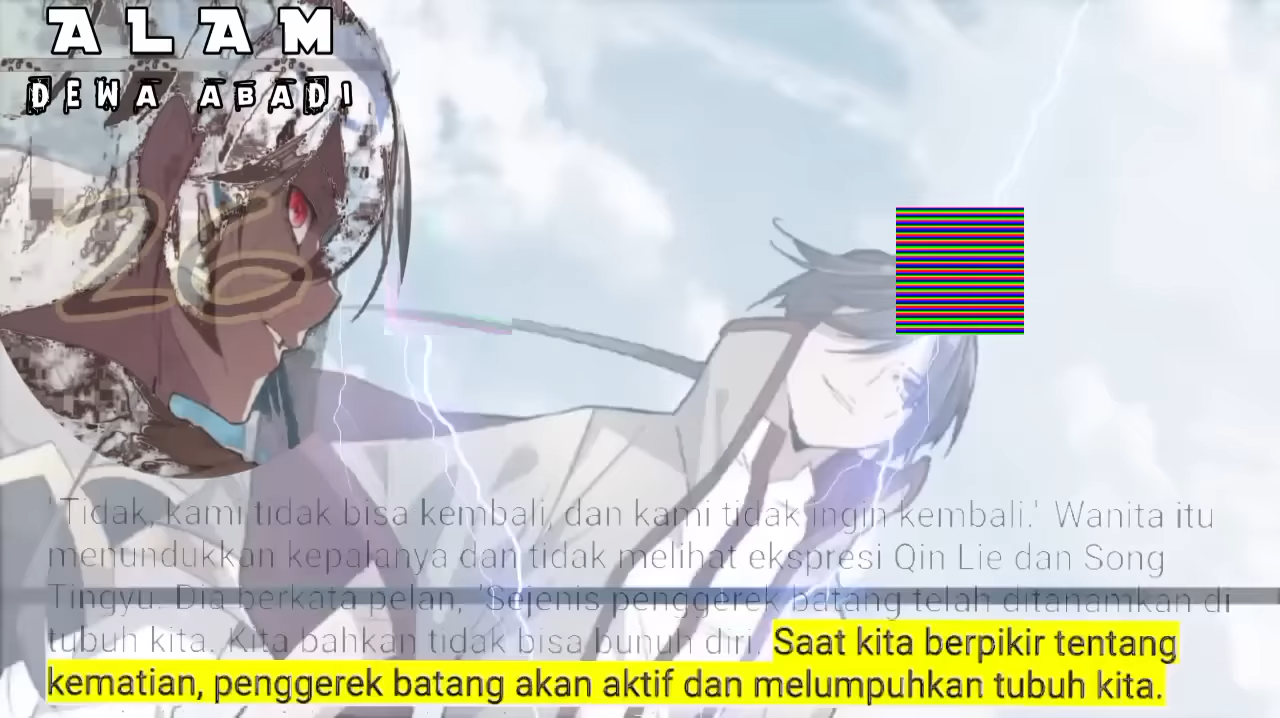 ALAM
DEWA ABADI
26
'Tidak, kami tidak bisa kembali, dan kami tidak ingin kembali.' Wanita itu
menundukkan kepalanya dan tidak melihat ekspresi Qin Lie dan Song
Tingyu. Dia berkata pelan, 'Sejenis penggerek batang telah ditanamkan di
tubuh kita. Kita bahkan tidak bisa bunuh diri. Saat kita berpikir tentang
kematian, penggerek batang akan aktif dan melumpuhkan tubuh kita.